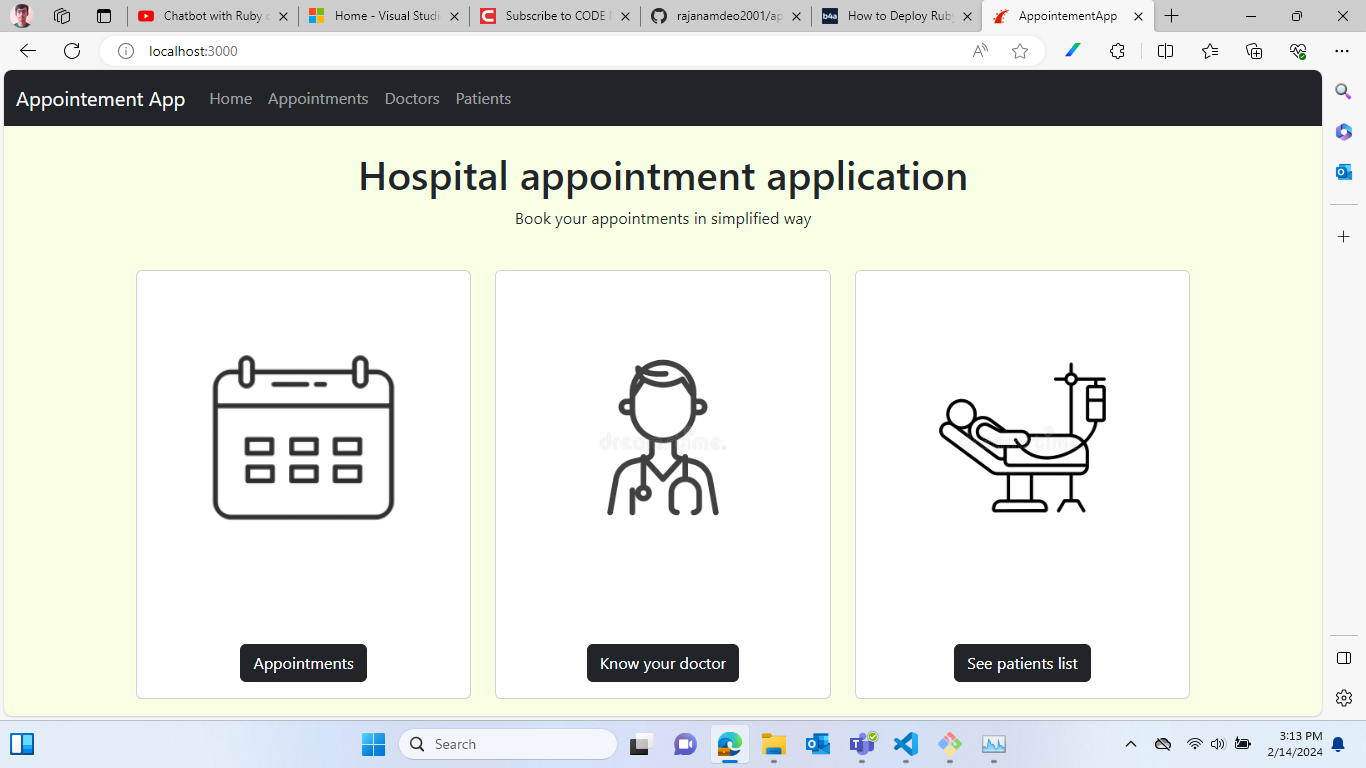 Chatbot with Ruby o
Home - Visual Studi
Subscribe to CODE
rajanamdeo2001/ap
How to Deploy Ruby
AppointementApp
localhost:3000
Appointement App
Home
Appointments
Doctors
Patients
Hospital appointment application
Book your appointments in simplified way
dreamstime.
Appointments
Know your doctor
See patients list
Search
3:13 PM
2/14/2024